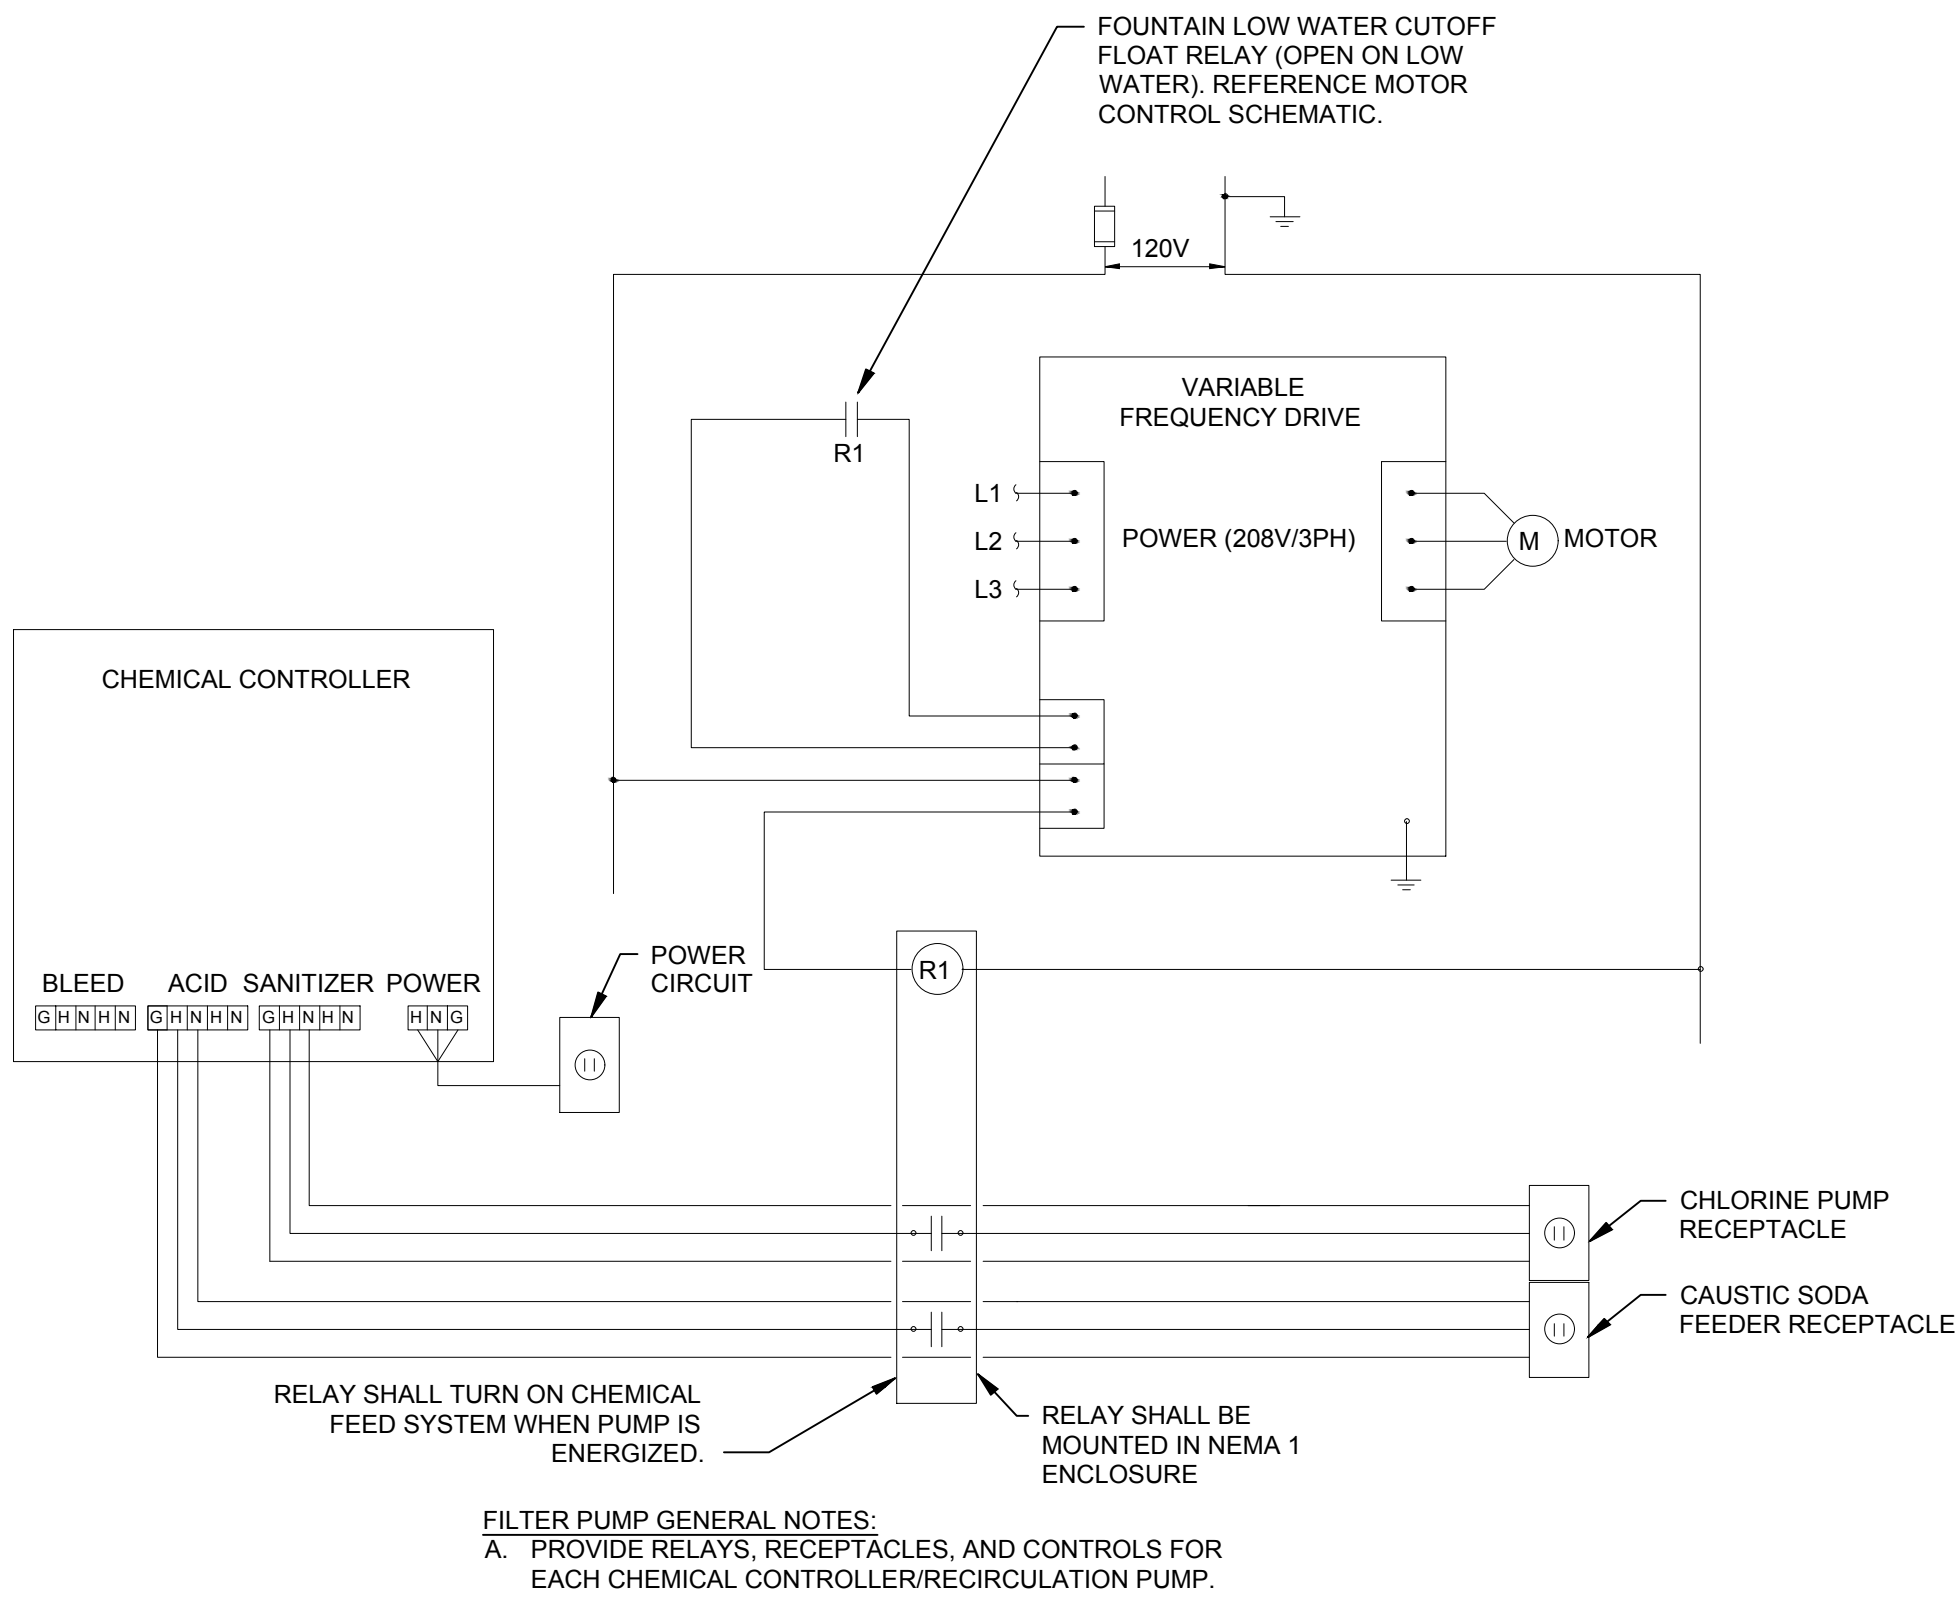 FOUNTAIN LOW WATER CUTOFF
FLOAT RELAY (OPEN ON LOW
WATER). REFERENCE MOTOR
CONTROL SCHEMATIC.
120V
VARIABLE
FREQUENCY DRIVE
R1
L1
L2
L3
POWER (208V/3PH)
M
MOTOR
CHEMICAL CONTROLLER
BLEED
ACID
SANITIZER
POWER
G H N H N
G H N H N
G H N H N
H N G
POWER
CIRCUIT
R1
CHLORINE PUMP
RECEPTACLE
CAUSTIC SODA
FEEDER RECEPTACLE
RELAY SHALL TURN ON CHEMICAL
FEED SYSTEM WHEN PUMP IS
ENERGIZED.
RELAY SHALL BE
MOUNTED IN NEMA 1
ENCLOSURE
FILTER PUMP GENERAL NOTES:
A. PROVIDE RELAYS, RECEPTACLES, AND CONTROLS FOR
EACH CHEMICAL CONTROLLER/RECIRCULATION PUMP.